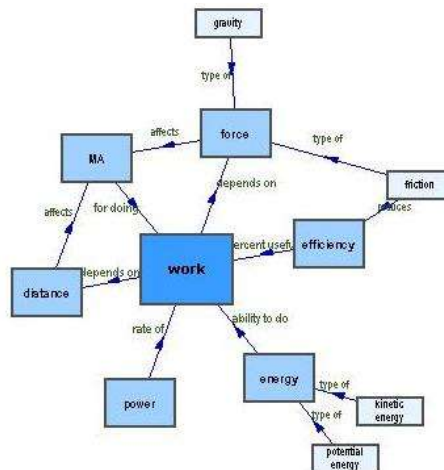 gravity
type of
force
affects
type of
MA
depends on
friction
affects
for doing
reduces
efficiency
ercent useful
work
depends on
distance
rate of
ability to do
energy
type of
power
kinetic
energy
type of
potential
energy